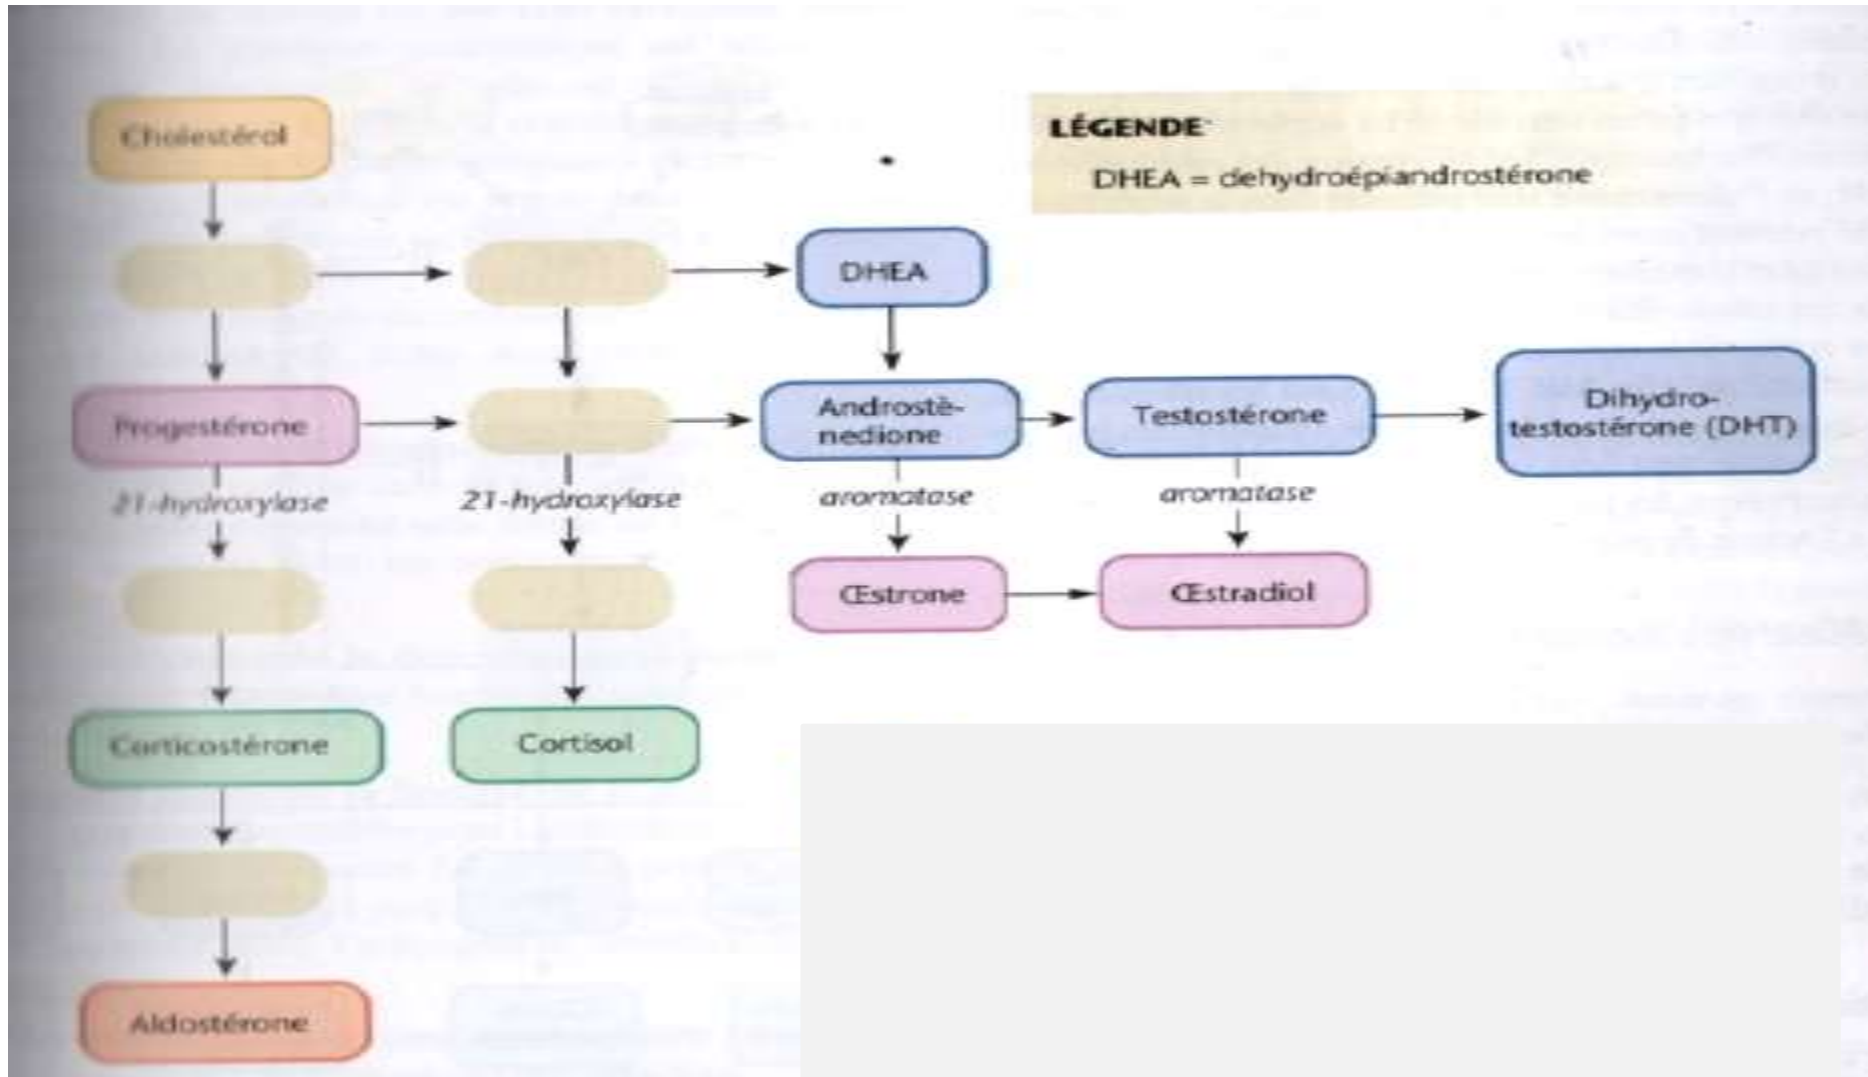 LÉGENDE
DHEA = dehydroépiandrostérone
Cholestérol
DHEA
Progestérone
Androstè-
nedione
Testostérone
Dihydro-
testostérone (DHT)
21-hydroxylase
21-hydroxylase
aromatase
aromatase
Œstrone
Œstradiol
Corticostérone
Cortisol
Aldostérone